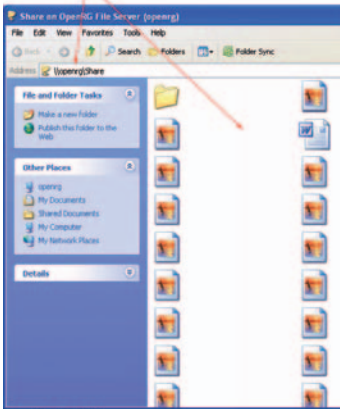 Share on OpenRG File Server (openrg)
File Edit View Favorites Tools Help
Back Search Folders Folder Sync
Address \\openrg\Share
File and Folder Tasks
Make a new folder
Publish this folder to the
Web
Other Places
openrg
My Documents
Shared Documents
My Computer
My Network Places
Details